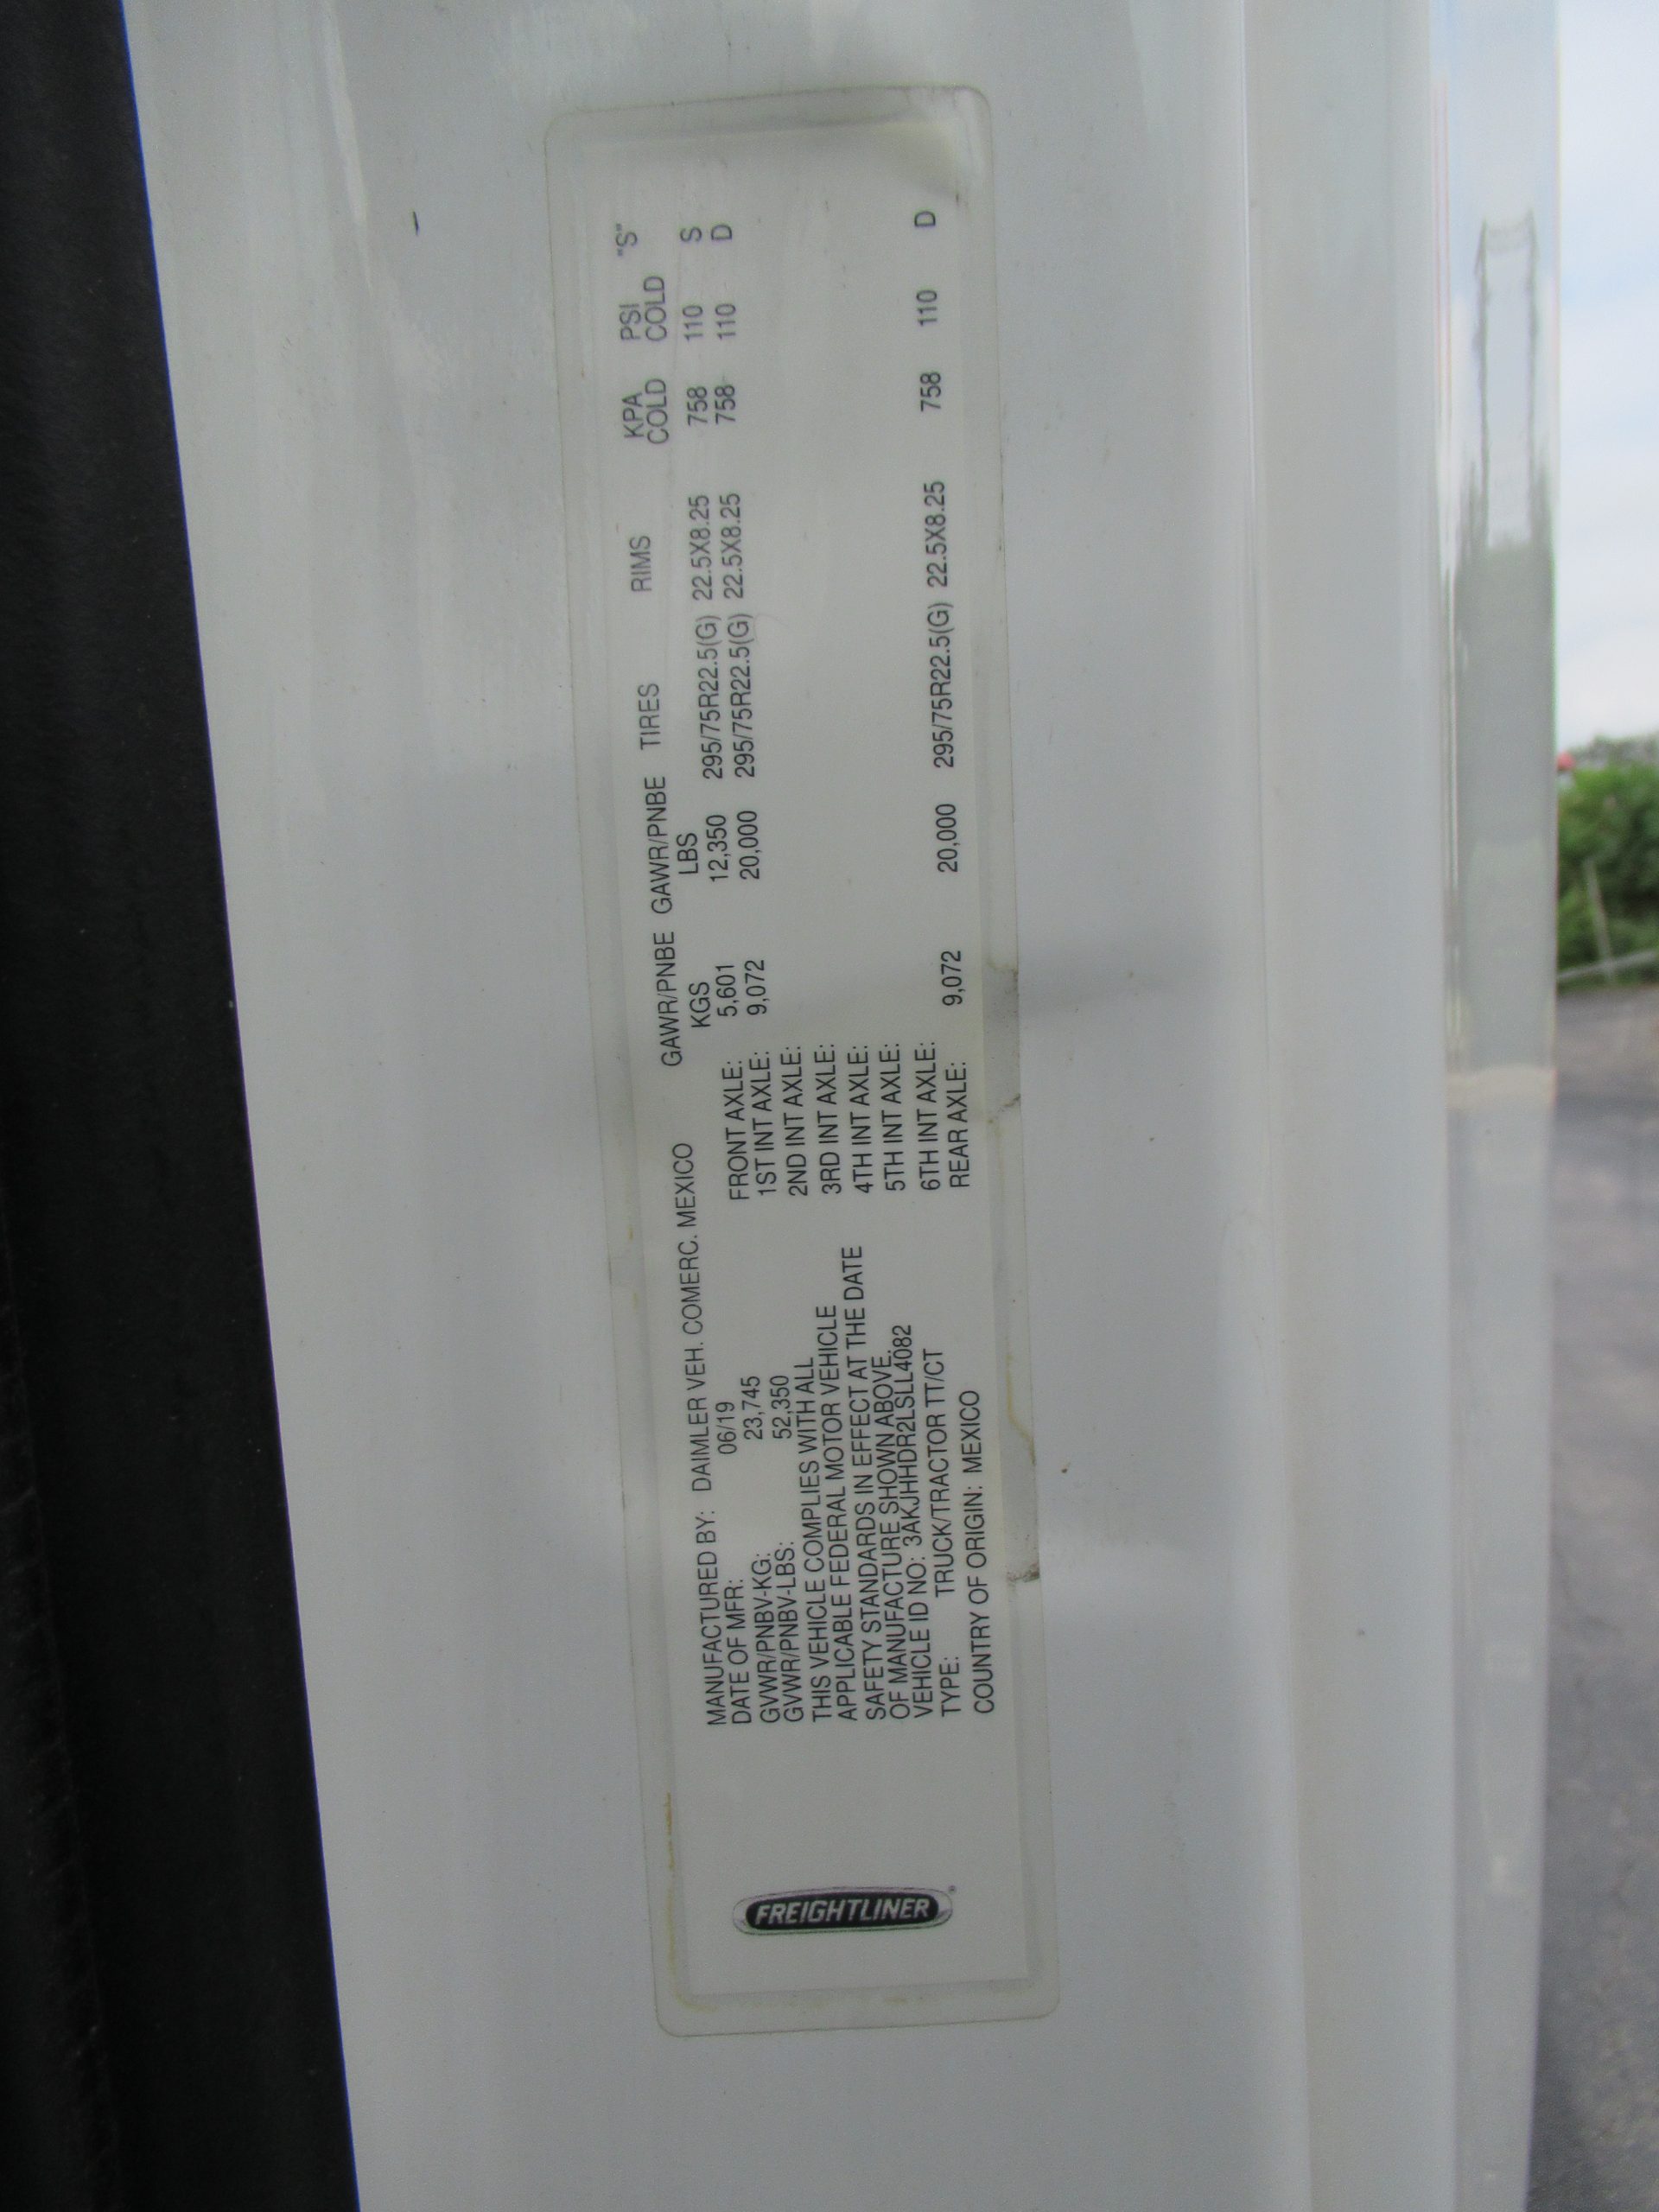 FREIGHTLINER
MANUFACTURED BY: DAIMLER VEH. COMERC. MEXICO
DATE OF MFR: 06/19
GVWR/PNBV-KG: 23,745
GVWR/PNBV-LBS: 52,350
THIS VEHICLE COMPLIES WITH ALL
APPLICABLE FEDERAL MOTOR VEHICLE
SAFETY STANDARDS IN EFFECT AT THE DATE
OF MANUFACTURE SHOWN ABOVE.
VEHICLE ID NO: 3AKJHHDR2LSLL4082
TYPE: TRUCK/TRACTOR TT/CT
COUNTRY OF ORIGIN: MEXICO
GAWR/PNBE GAWR/PNBE TIRES RIMS KPA PSI "S"
KGS LBS COLD COLD
FRONT AXLE: 5,601 12,350 295/75R22.5(G) 22.5X8.25 758 110 S
1ST INT AXLE: 9,072 20,000 295/75R22.5(G) 22.5X8.25 758 110 D
2ND INT AXLE:
3RD INT AXLE:
4TH INT AXLE:
5TH INT AXLE:
6TH INT AXLE:
REAR AXLE: 9,072 20,000 295/75R22.5(G) 22.5X8.25 758 110 D